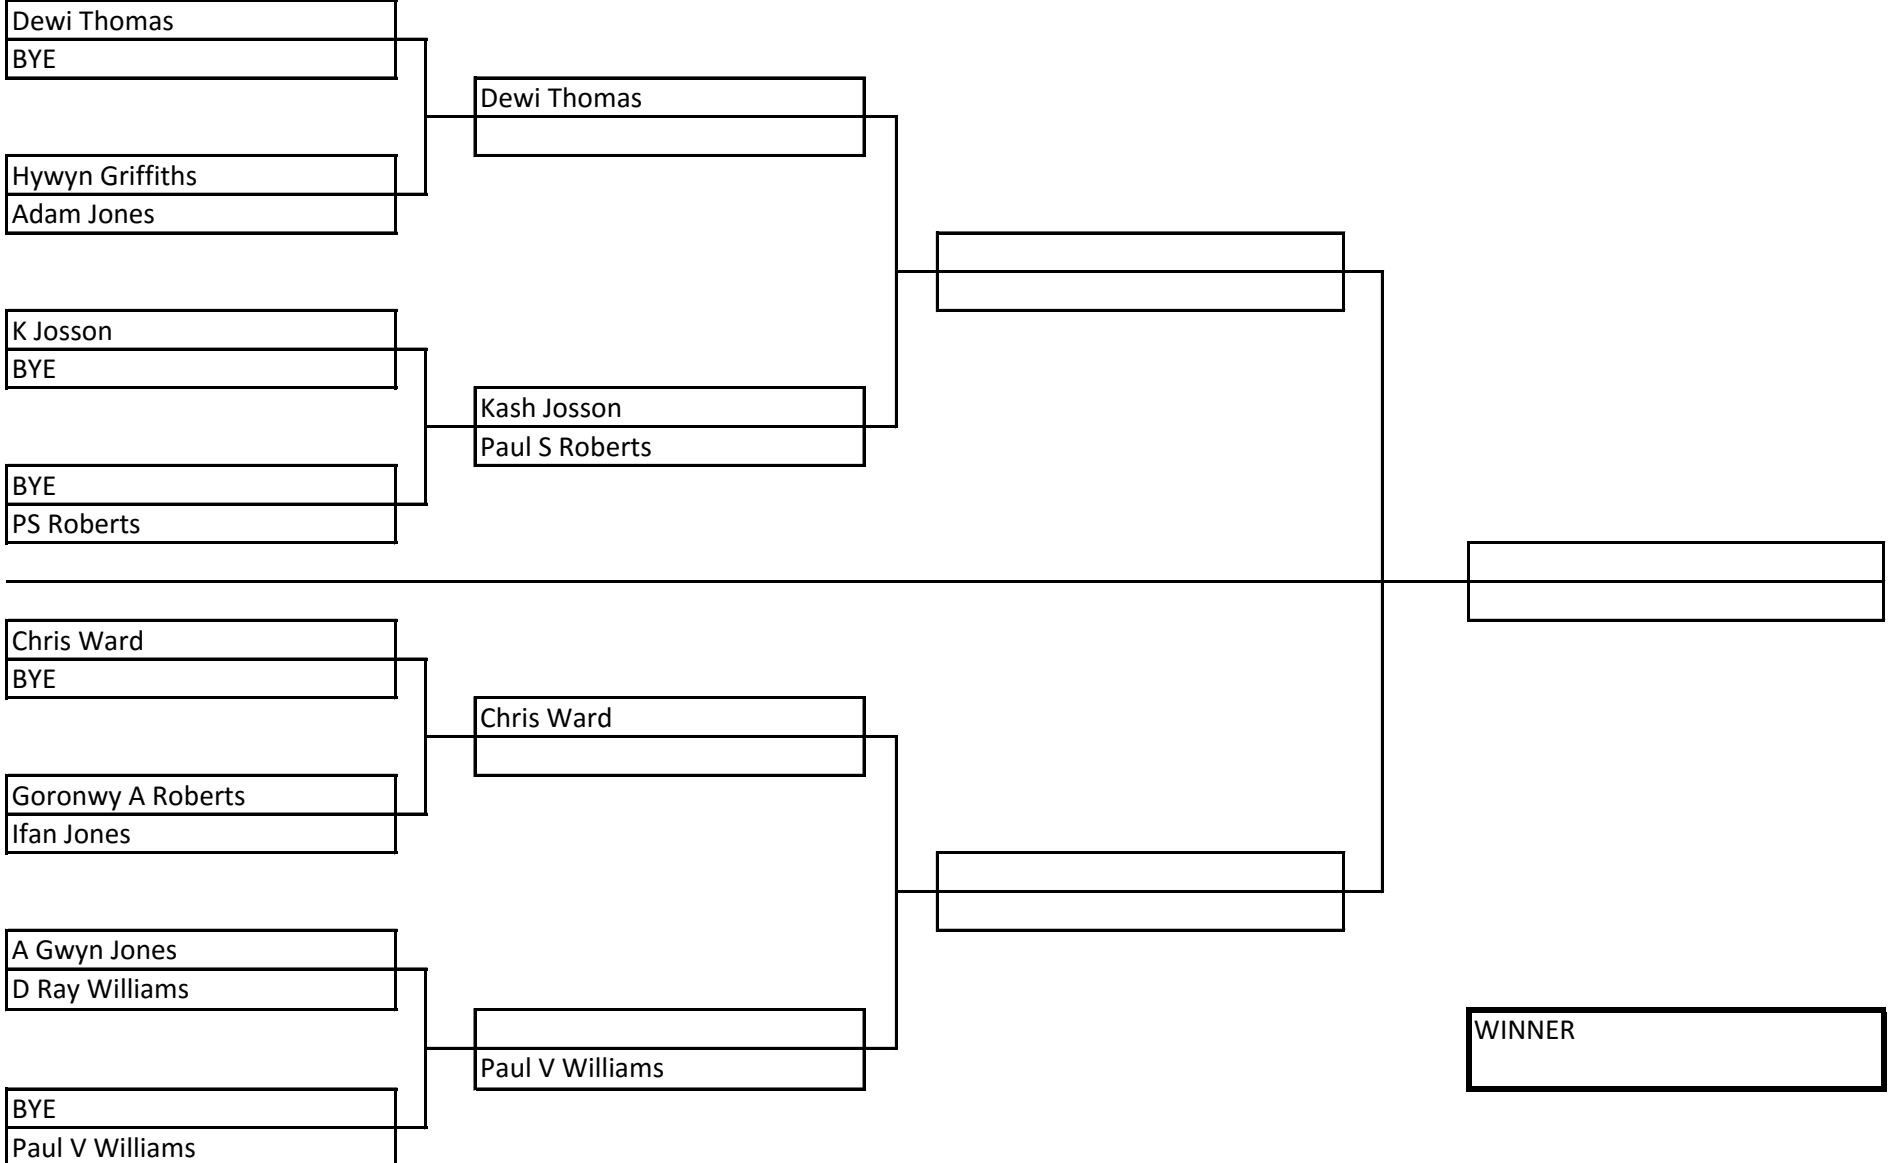 Dewi Thomas
BYE
Hywyn Griffiths
Adam Jones
K Josson
BYE
BYE
PS Roberts
Chris Ward
BYE
Goronwy A Roberts
Ifan Jones
A Gwyn Jones
D Ray Williams
BYE
Paul V Williams
Dewi Thomas
Kash Josson
Paul S Roberts
Chris Ward
Paul V Williams
WINNER